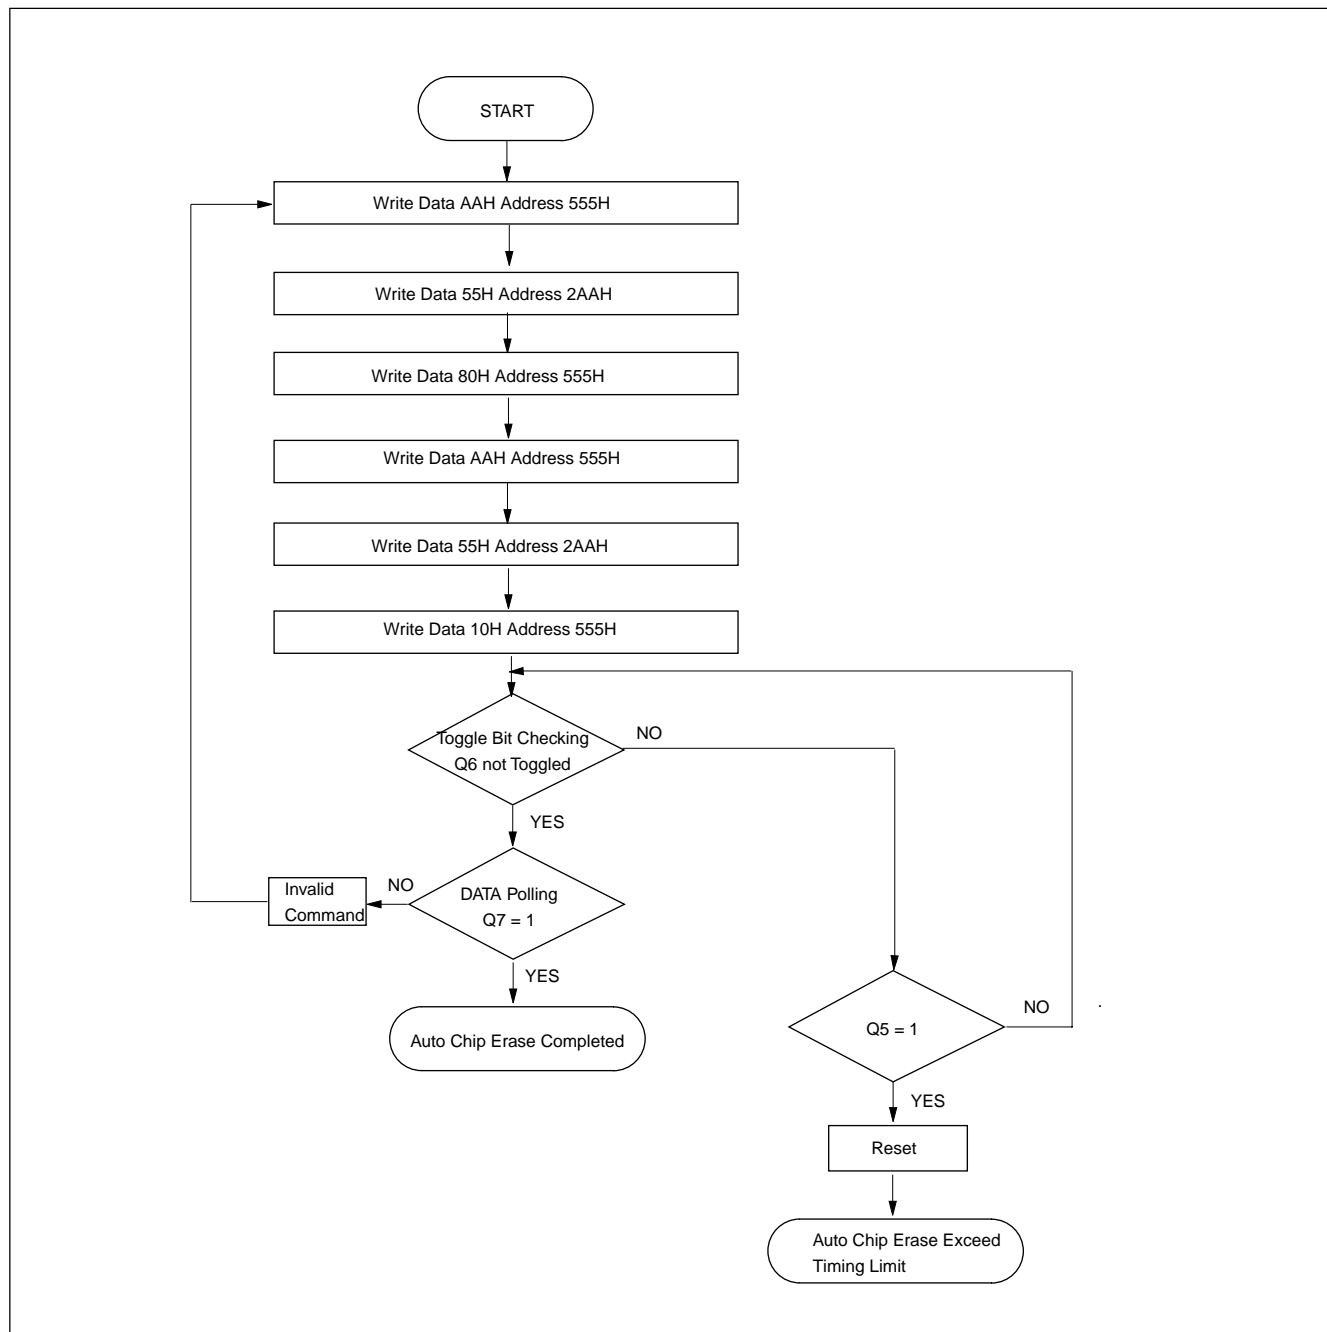 START
Write Data AAH Address 555H
Write Data 55H Address 2AAH
Write Data 80H Address 555H
Write Data AAH Address 555H
Write Data 55H Address 2AAH
Write Data 10H Address 555H
Toggle Bit Checking
Q6 not Toggled
NO
YES
Invalid
Command
NO
DATA Polling
Q7 = 1
YES
Auto Chip Erase Completed
Q5 = 1
NO
YES
Reset
Auto Chip Erase Exceed
Timing Limit